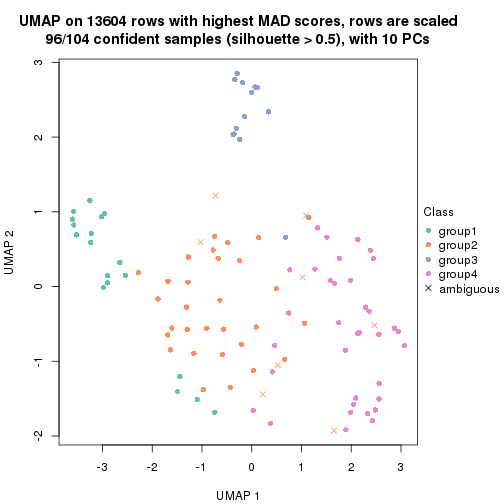 UMAP on 13604 rows with highest MAD scores, rows are scaled
96/104 confident samples (silhouette > 0.5), with 10 PCs
3
2
1
0
-1
-2
UMAP 2
-3 -2 -1 0 1 2 3
UMAP 1
Class
group1
group2
group3
group4
ambiguous